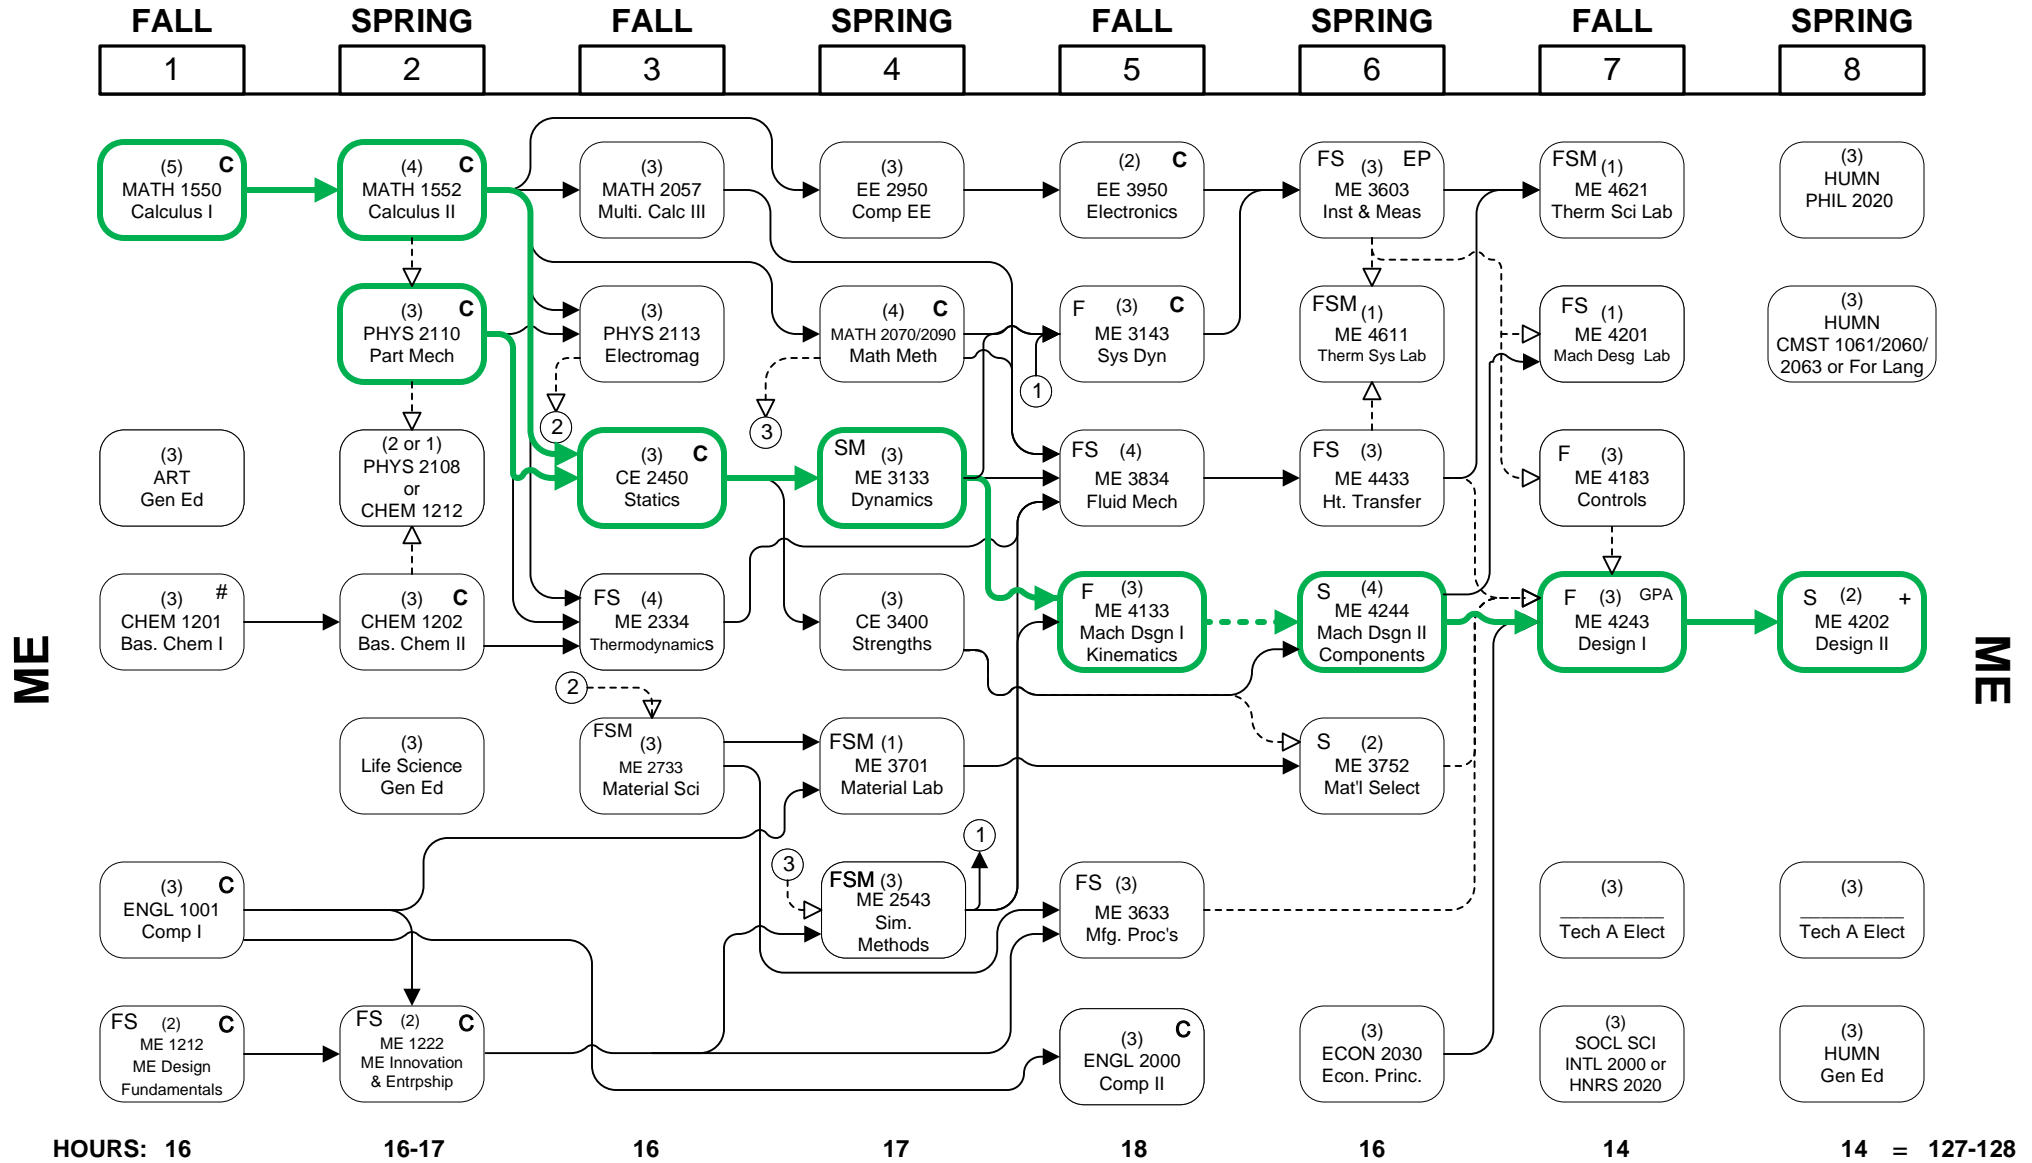 FALL
SPRING
FALL
SPRING
FALL
SPRING
FALL
SPRING
1
2
3
4
5
6
7
8
(5) C
MATH 1550
Calculus I
(4) C
MATH 1552
Calculus II
(3)
MATH 2057
Multi. Calc III
(3)
EE 2950
Comp EE
(2) C
EE 3950
Electronics
FS (3) EP
ME 3603
Inst & Meas
FSM (1)
ME 4621
Therm Sci Lab
(3)
HUMN
PHIL 2020
(3) C
PHYS 2110
Part Mech
(3)
PHYS 2113
Electromag
(4) C
MATH 2070/2090
Math Meth
F (3) C
ME 3143
Sys Dyn
FSM (1)
ME 4611
Therm Sys Lab
FS (1)
ME 4201
Mach Desg Lab
(3)
HUMN
CMST 1061/2060/
2063 or For Lang
1
2
3
(3)
ART
Gen Ed
(2 or 1)
PHYS 2108
or
CHEM 1212
(3) C
CE 2450
Statics
SM (3)
ME 3133
Dynamics
FS (4)
ME 3834
Fluid Mech
FS (3)
ME 4433
Ht. Transfer
F (3)
ME 4183
Controls
(3) #
CHEM 1201
Bas. Chem I
(3) C
CHEM 1202
Bas. Chem II
FS (4)
ME 2334
Thermodynamics
(3)
CE 3400
Strengths
F (3)
ME 4133
Mach Dsgn I
Kinematics
S (4)
ME 4244
Mach Dsgn II
Components
F (3) GPA
ME 4243
Design I
S (2) +
ME 4202
Design II
ME
ME
2
(3)
Life Science
Gen Ed
FSM
(3)
ME 2733
Material Sci
FSM (1)
ME 3701
Material Lab
S (2)
ME 3752
Mat'l Select
1
3
(3) C
ENGL 1001
Comp I
FSM (3)
ME 2543
Sim.
Methods
FS (3)
ME 3633
Mfg. Proc's
(3)
__________
Tech A Elect
(3)
__________
Tech A Elect
FS (2) C
ME 1212
ME Design
Fundamentals
FS (2) C
ME 1222
ME Innovation
& Entrpship
(3) C
ENGL 2000
Comp II
(3)
ECON 2030
Econ. Princ.
(3)
SOCL SCI
INTL 2000 or
HNRS 2020
(3)
HUMN
Gen Ed
HOURS: 16 16-17 16 17 18 16 14 14 = 127-128